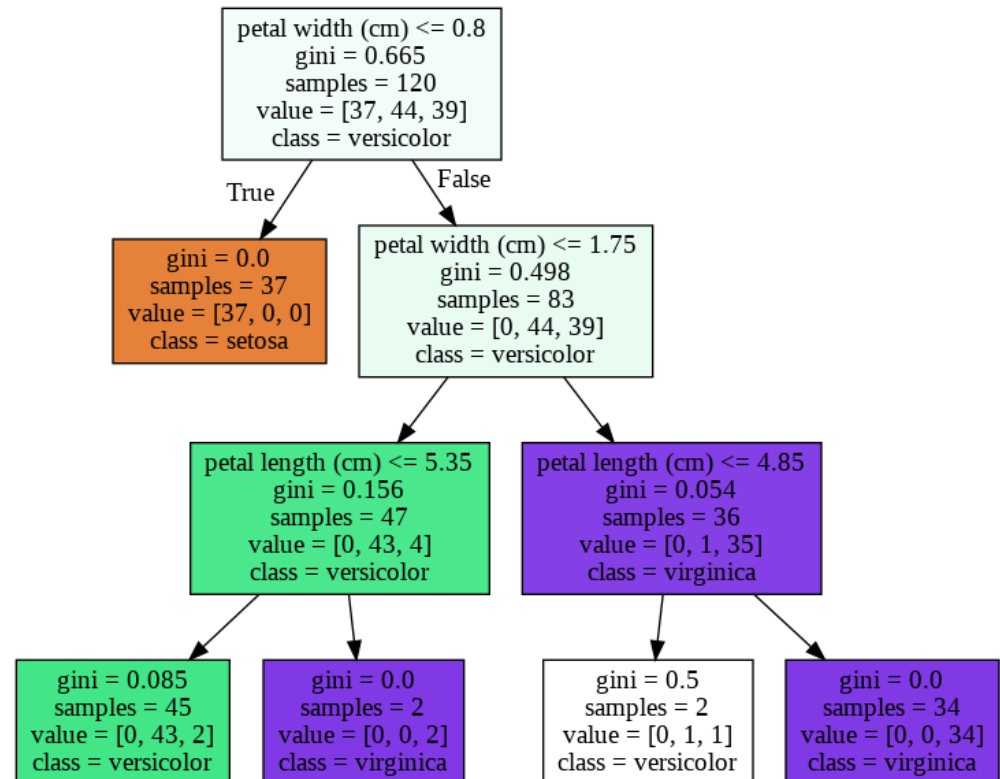 petal width (cm) <= 0.8
gini = 0.665
samples = 120
value = [37, 44, 39]
class = versicolor
True
False
gini = 0.0
samples = 37
value = [37, 0, 0]
class = setosa
petal width (cm) <= 1.75
gini = 0.498
samples = 83
value = [0, 44, 39]
class = versicolor
petal length (cm) <= 5.35
gini = 0.156
samples = 47
value = [0, 43, 4]
class = versicolor
petal length (cm) <= 4.85
gini = 0.054
samples = 36
value = [0, 1, 35]
class = virginica
gini = 0.085
samples = 45
value = [0, 43, 2]
class = versicolor
gini = 0.0
samples = 2
value = [0, 0, 2]
class = virginica
gini = 0.5
samples = 2
value = [0, 1, 1]
class = versicolor
gini = 0.0
samples = 34
value = [0, 0, 34]
class = virginica